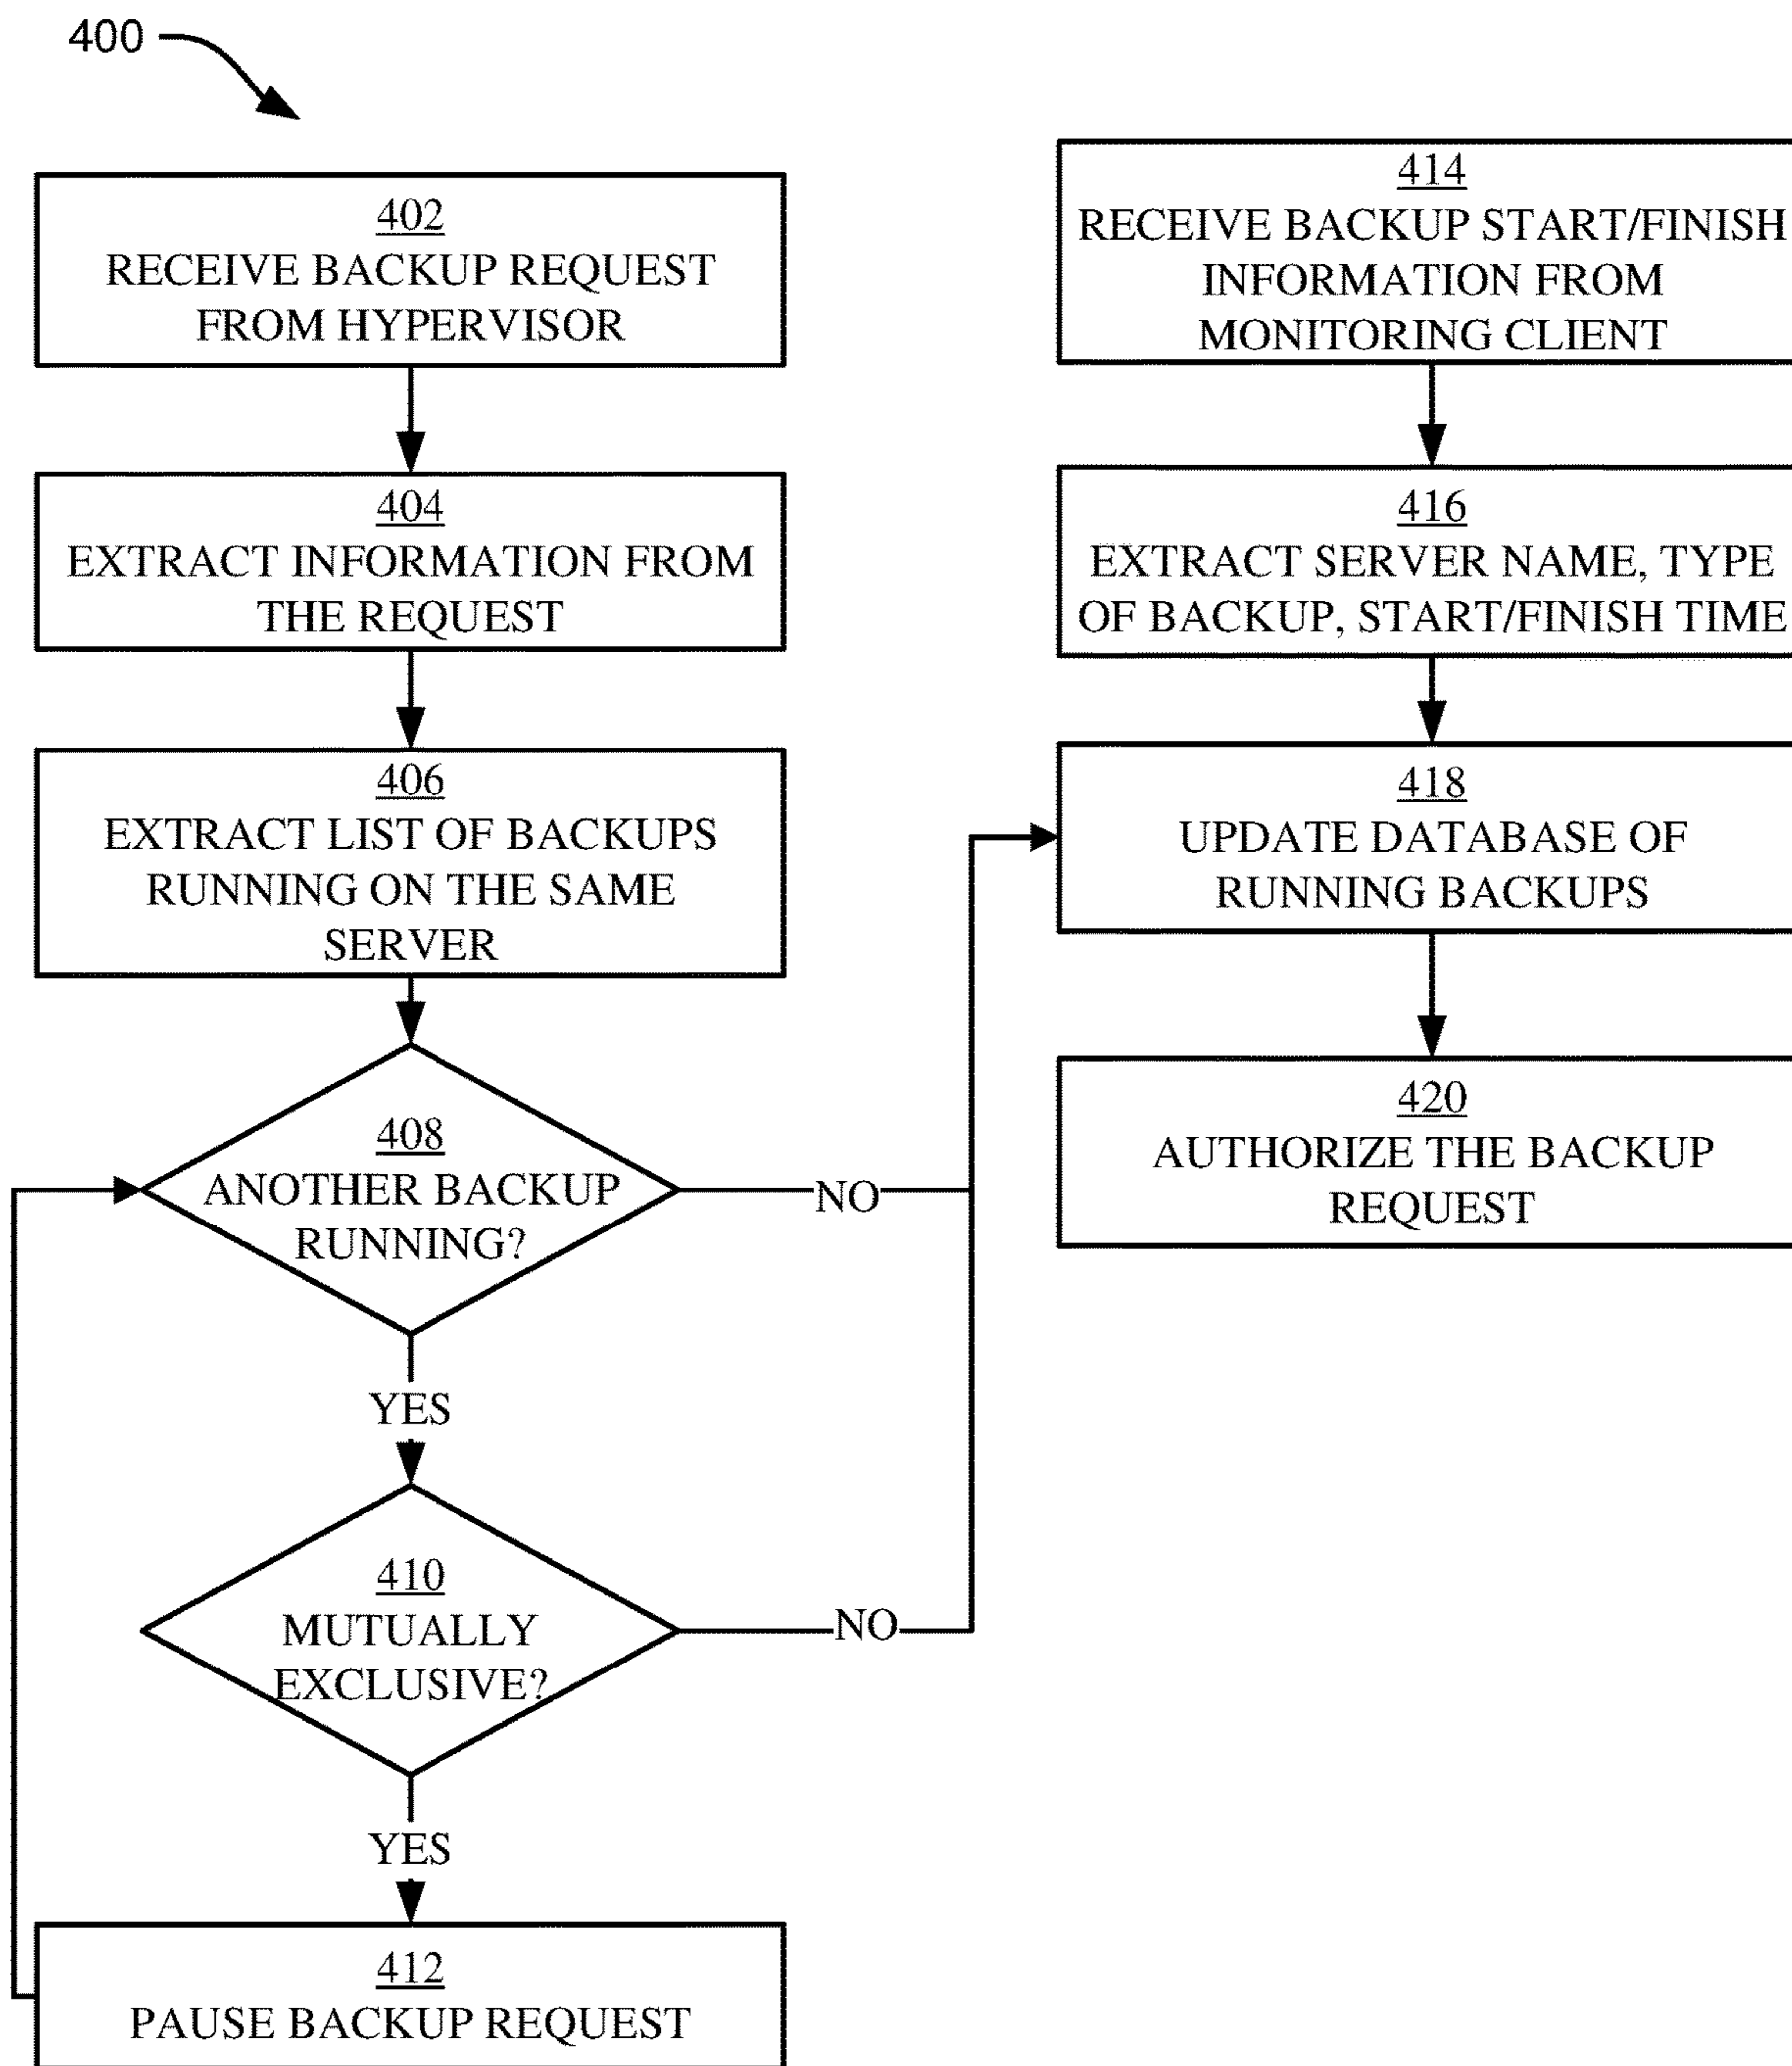 400
402
RECEIVE BACKUP REQUEST
FROM HYPERVISOR
404
EXTRACT INFORMATION FROM
THE REQUEST
406
EXTRACT LIST OF BACKUPS
RUNNING ON THE SAME
SERVER
408
ANOTHER BACKUP
RUNNING?
NO
YES
410
MUTUALLY
EXCLUSIVE?
NO
YES
412
PAUSE BACKUP REQUEST
414
RECEIVE BACKUP START/FINISH
INFORMATION FROM
MONITORING CLIENT
416
EXTRACT SERVER NAME, TYPE
OF BACKUP, START/FINISH TIME
418
UPDATE DATABASE OF
RUNNING BACKUPS
420
AUTHORIZE THE BACKUP
REQUEST